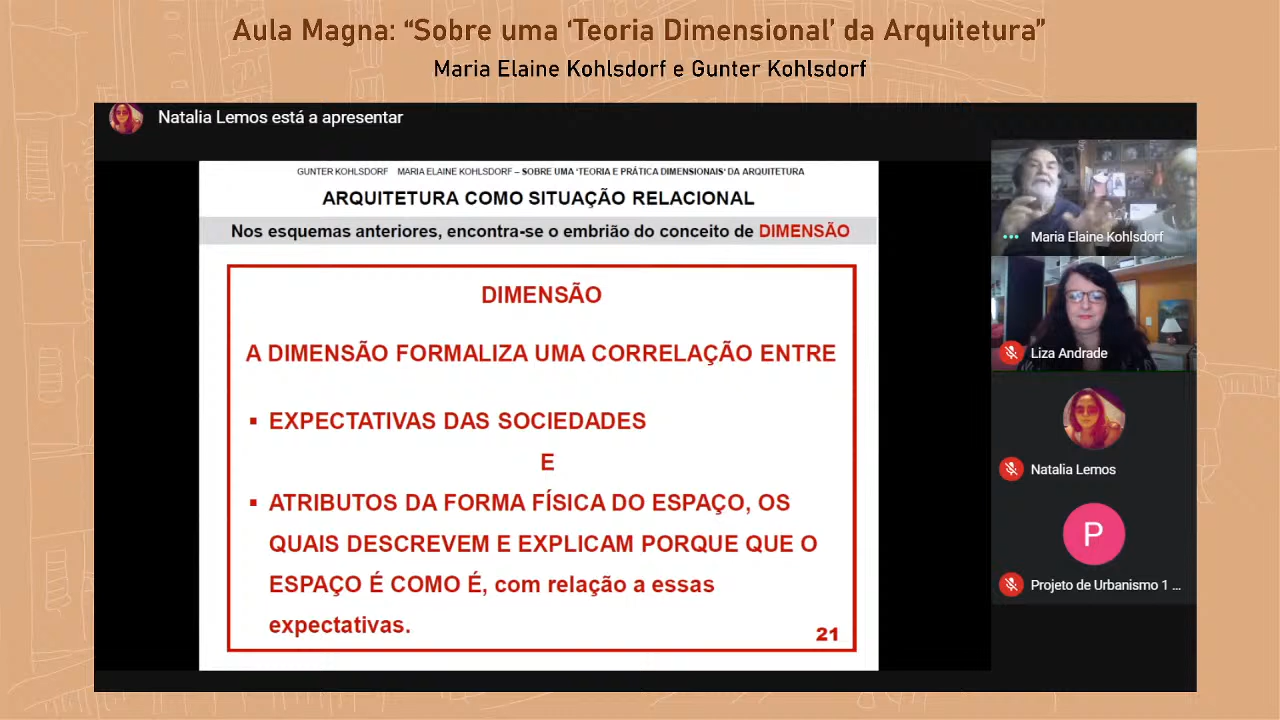 Aula Magna: “Sobre uma ‘Teoria Dimensional’ da Arquitetura”
Maria Elaine Kohlsdorf e Gunter Kohlsdorf
Natalia Lemos está a apresentar
GUNTER KOHLSDORF MARIA ELAINE KOHLSDORF – SOBRE UMA ‘TEORIA E PRÁTICA DIMENSIONAIS’ DA ARQUITETURA
ARQUITETURA COMO SITUAÇÃO RELACIONAL
Nos esquemas anteriores, encontra-se o embrião do conceito de DIMENSÃO
DIMENSÃO
A DIMENSÃO FORMALIZA UMA CORRELAÇÃO ENTRE
▪ EXPECTATIVAS DAS SOCIEDADES
E
▪ ATRIBUTOS DA FORMA FÍSICA DO ESPAÇO, OS
QUAIS DESCREVEM E EXPLICAM PORQUE QUE O
ESPAÇO É COMO É, com relação a essas
expectativas.
21
Maria Elaine Kohlsdorf
Liza Andrade
Natalia Lemos
P
Projeto de Urbanismo 1 ...